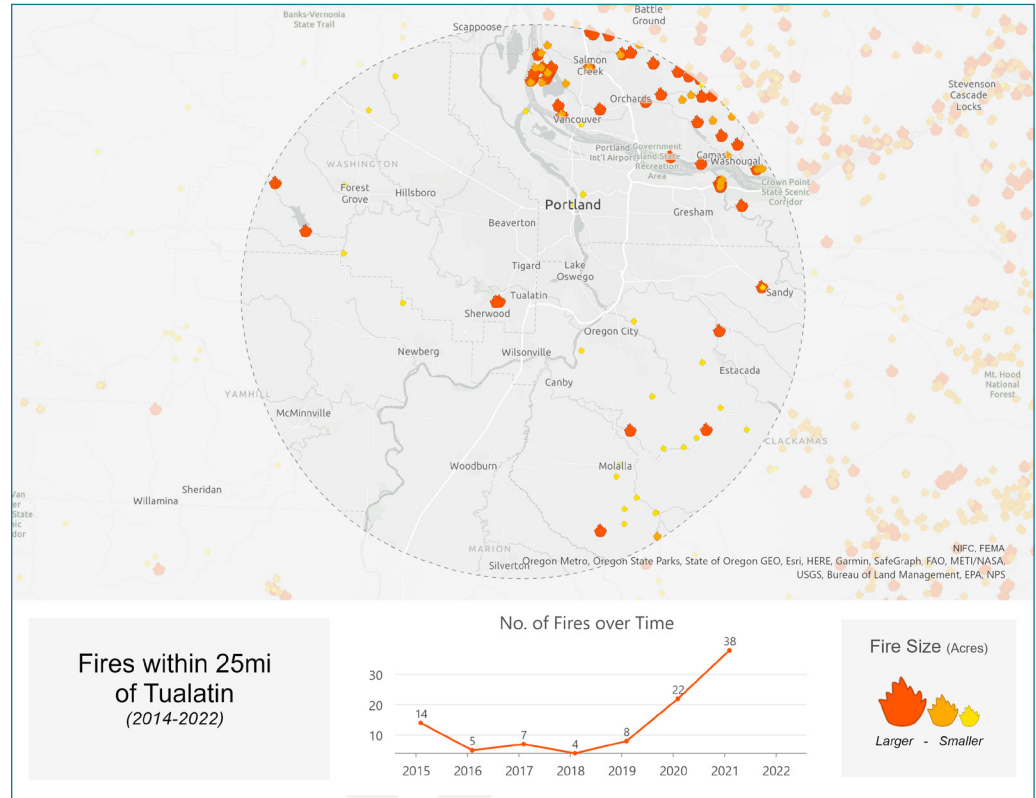 Banks-Vernonia
State Trail
Scappoose
Battle
Ground
Salmon
Creek
Stevenson
Cascade
Locks
Orchards
Vancouver
WASHINGTON
Portland
Int'l Airport
Government
Island State
Recreation
Area
Camas
Washougal
Crown Point
State Scenic
Corridor
Forest
Grove
Hillsboro
Portland
Gresham
Beaverton
Tigard
Lake
Oswego
Sandy
Tualatin
Sherwood
Oregon City
Newberg
Wilsonville
Estacada
Canby
Mt. Hood
National
Forest
YAMHILL
McMinnville
CLACKAMAS
Woodburn
Molalla
Sheridan
Willamina
Van
er
State
ic
dor
MARION
Silverton
NIFC, FEMA
Oregon Metro, Oregon State Parks, State of Oregon GEO, Esri, HERE, Garmin, SafeGraph, FAO, METI/NASA,
USGS, Bureau of Land Management, EPA, NPS
Fires within 25mi
of Tualatin
(2014-2022)
No. of Fires over Time
30
20
10
14
5
7
4
8
22
38
2015 2016 2017 2018 2019 2020 2021 2022
Fire Size (Acres)
Larger - Smaller